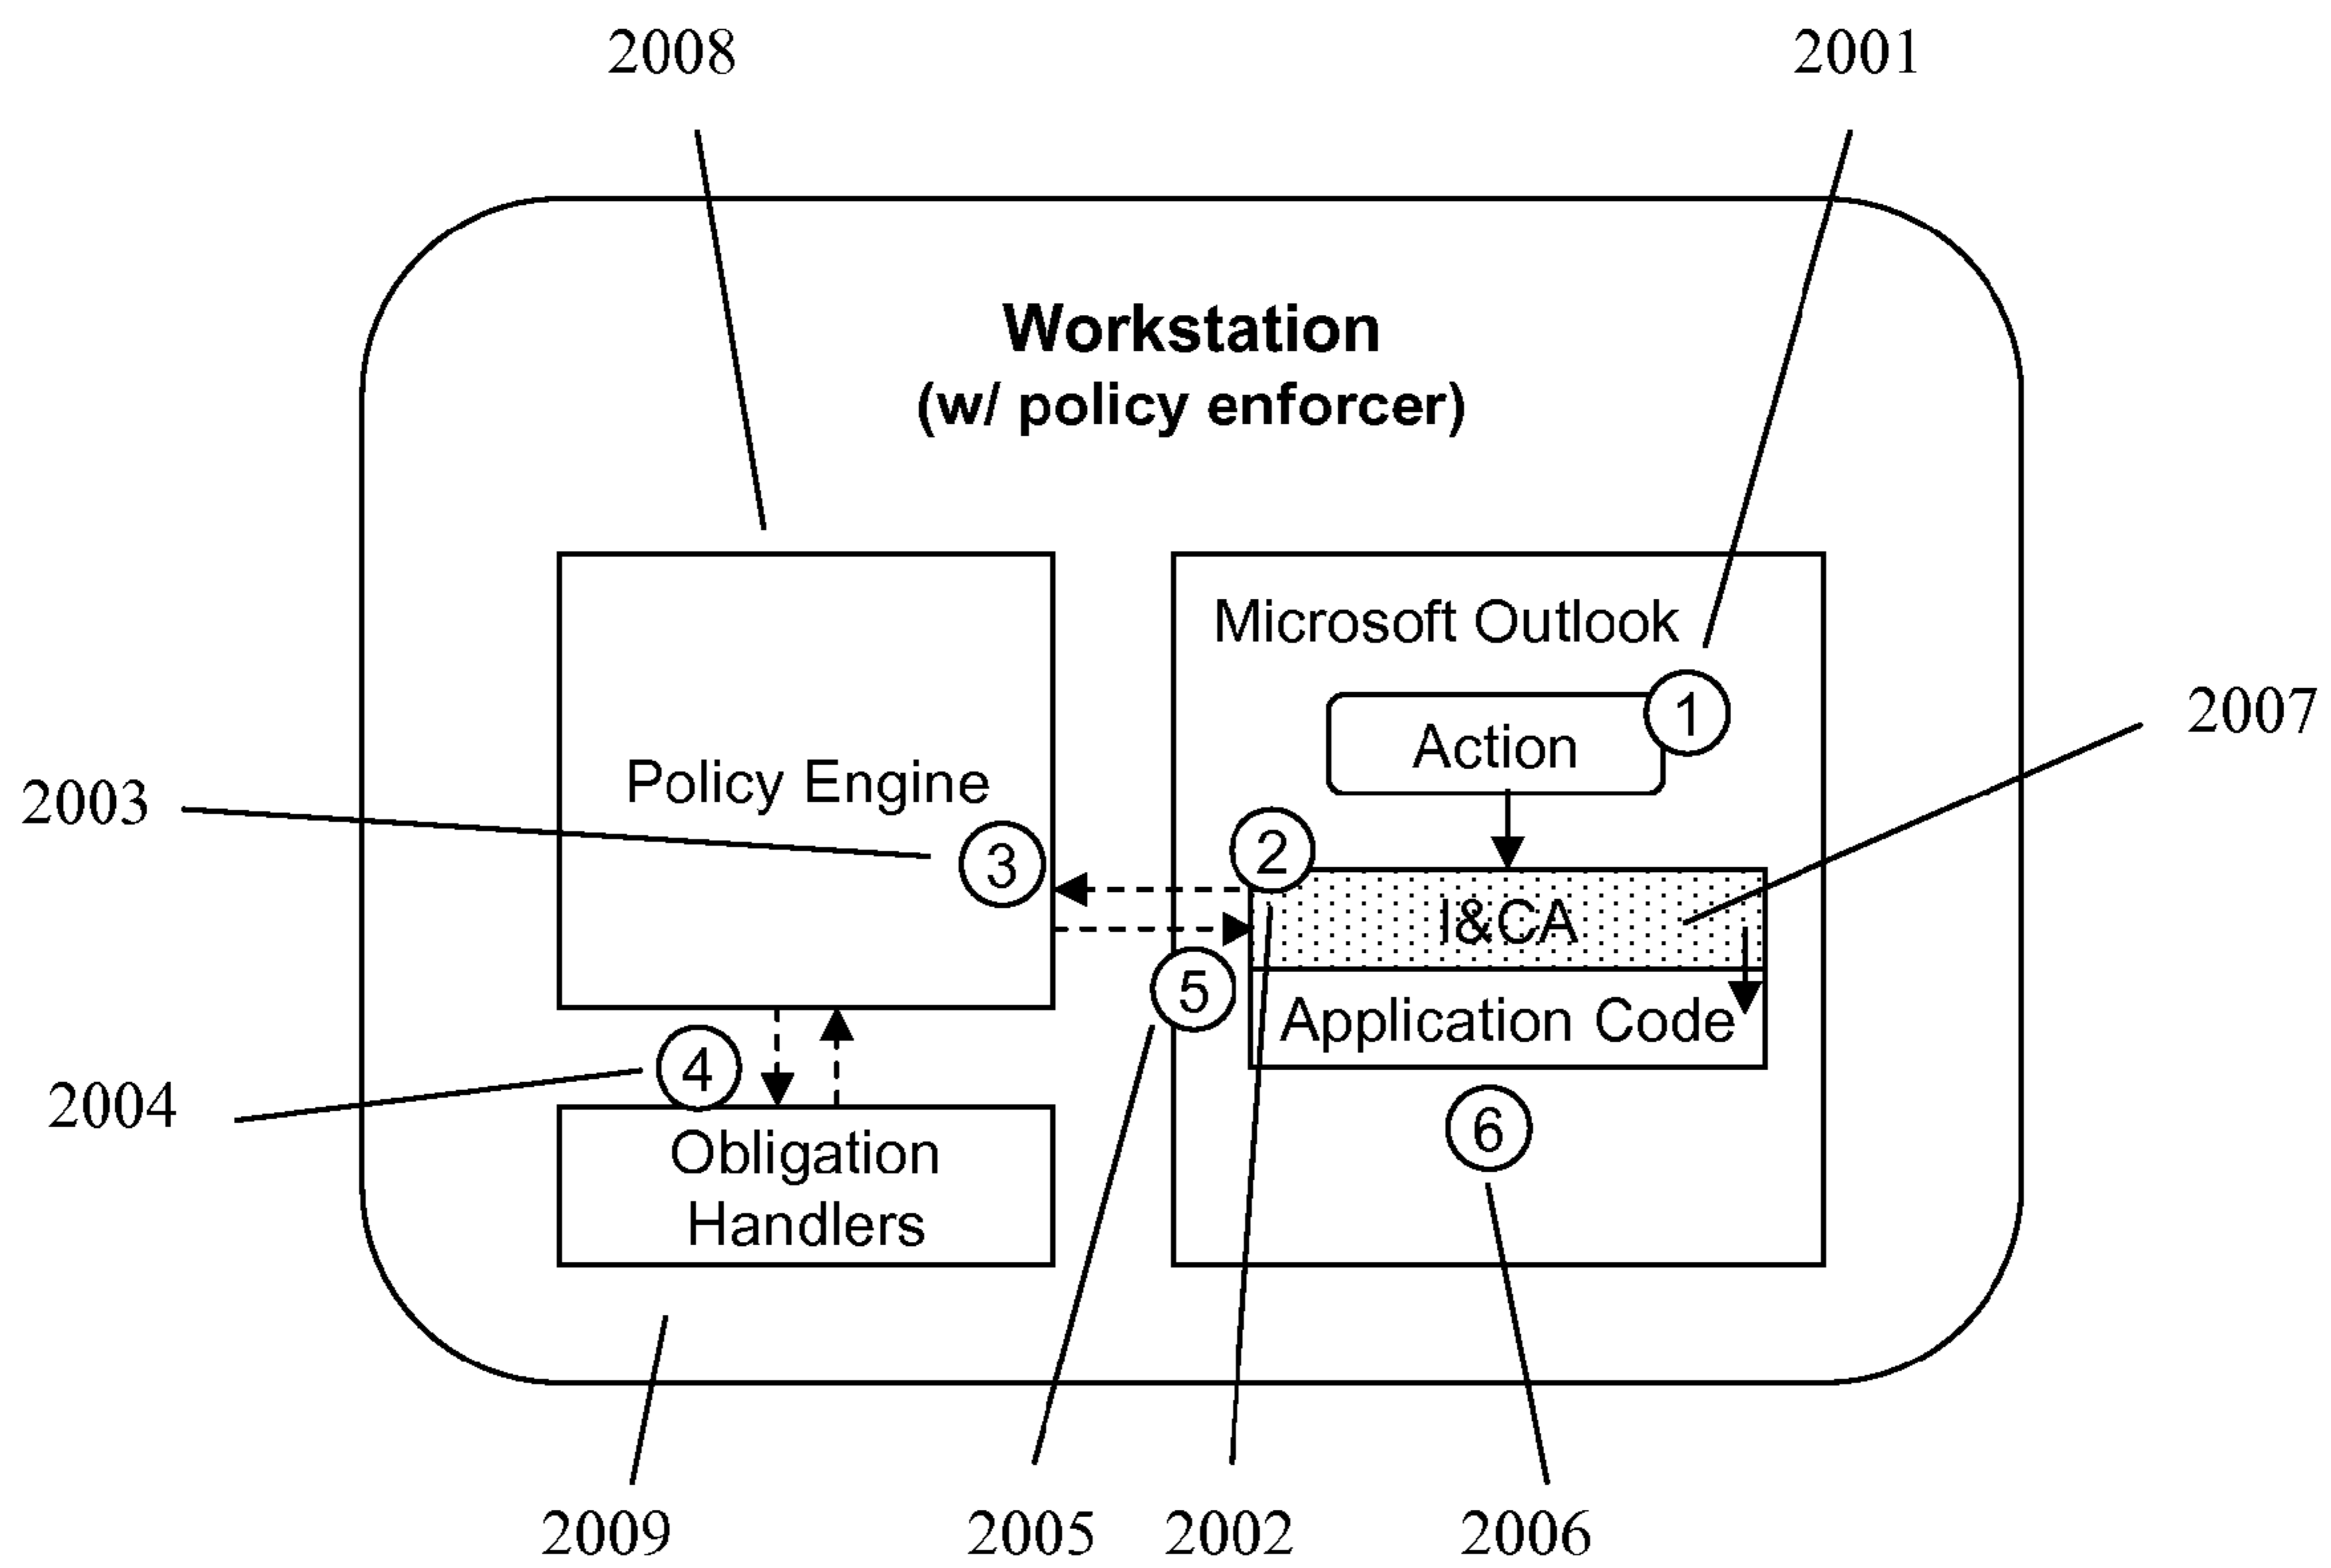 2008
2001
Workstation
(w/ policy enforcer)
Microsoft Outlook
1
Action
2007
Policy Engine
2003
3
2
I&CA
5
Application Code
4
2004
6
Obligation
Handlers
2009
2005
2002
2006